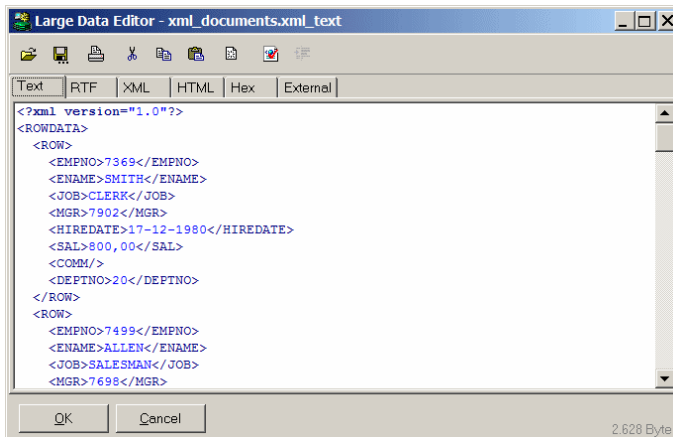 Large Data Editor - xml_documents.xml_text
Text RTF XML HTML Hex External
<?xml version="1.0"?>
<ROWDATA>
<ROW>
<EMPNO>7369</EMPNO>
<ENAME>SMITH</ENAME>
<JOB>CLERK</JOB>
<MGR>7902</MGR>
<HIREDATE>17-12-1980</HIREDATE>
<SAL>800,00</SAL>
<COMM/>
<DEPTNO>20</DEPTNO>
</ROW>
<ROW>
<EMPNO>7499</EMPNO>
<ENAME>ALLEN</ENAME>
<JOB>SALESMAN</JOB>
<MGR>7698</MGR>
OK Cancel
2.628 Byte